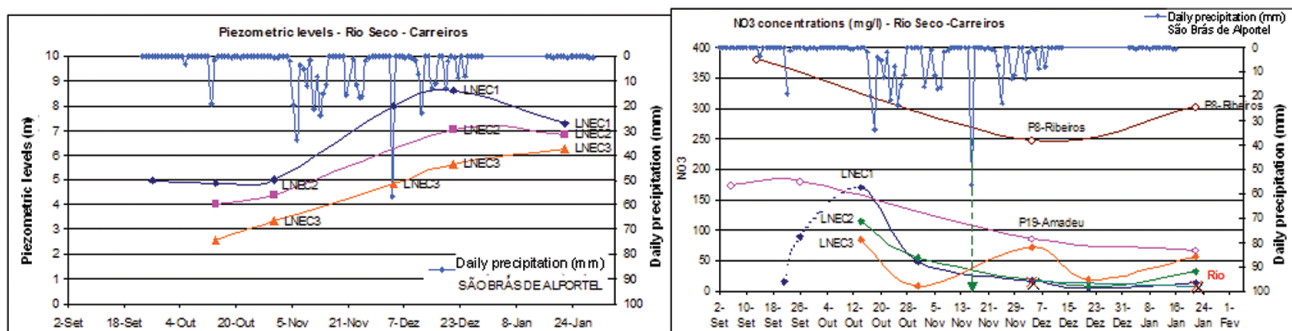 Piezometric levels - Rio Seco - Carreiros
Piezometric levels (m)
10
9
8
7
6
5
4
3
2
1
0
0
10
20
30
40
50
60
70
80
90
100
Daily precipitation (mm)
LNEC1
LNEC1
LNEC2
LNEC2
LNEC2
LNEC3
LNEC3
LNEC3
LNEC3
Daily precipitation (mm)
SÃO BRÁS DE ALPORTEL
2-Set 18-Set 4-Out 20-Out 5-Nov 21-Nov 7-Dez 23-Dez 8-Jan 24-Jan
NO3 concentrations (mg/l) - Rio Seco -Carreiros
Daily precipitation (mm)
São Brás de Alportel
NO3
400
350
300
250
200
150
100
50
0
0
10
20
30
40
50
60
70
80
90
100
Daily precipitation (mm)
P8-Ribeiros
P8-Ribeiros
LNEC1
LNEC2
LNEC3
P19-Amadeu
Rio
2- 10- 18- 26- 4- 12- 20- 28- 5- 13- 21- 29- 7- 15- 23- 31- 8- 16- 24- 1-
Set Set Set Set Out Out Out Out Nov Nov Nov Nov Dez Dez Dez Dez Jan Jan Jan Fev